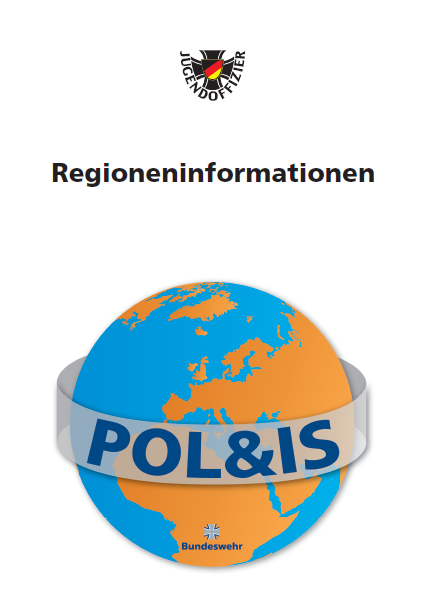 JUGENDOFFIZIER
Regioneninformationen
POL&IS
Bundeswehr